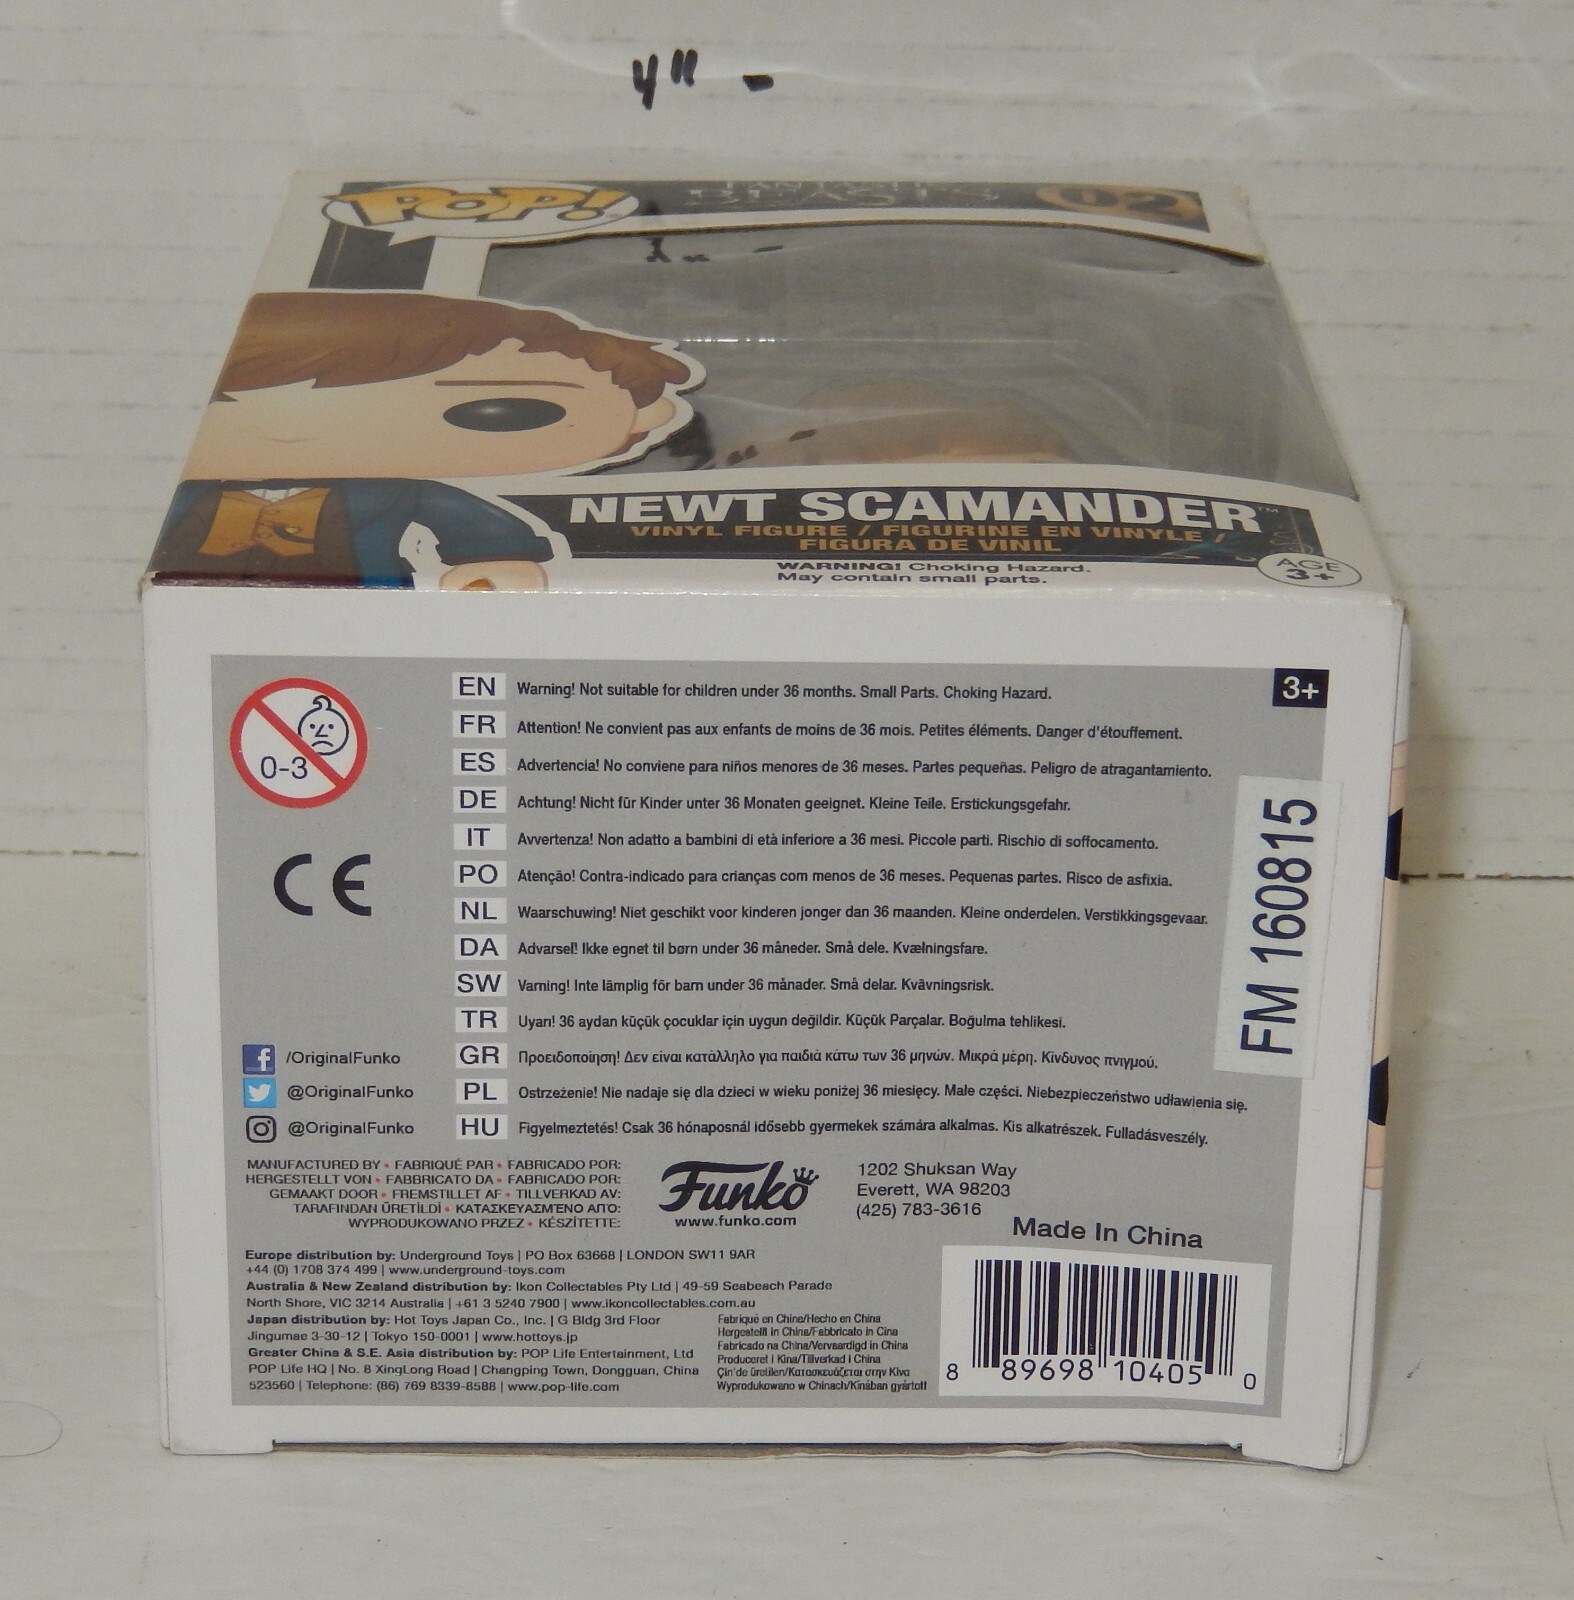 4" -
POP!
FANTASTIC
BEASTS
02
NEWT SCAMANDER™
VINYL FIGURE / FIGURINE EN VINYLE /
FIGURA DE VINIL
WARNING! Choking Hazard.
May contain small parts.
AGE
3+
3+
0-3
CE
EN Warning! Not suitable for children under 36 months. Small Parts. Choking Hazard.
FR Attention! Ne convient pas aux enfants de moins de 36 mois. Petites éléments. Danger d'étouffement.
ES Advertencia! No conviene para niños menores de 36 meses. Partes pequeñas. Peligro de atragantamiento.
DE Achtung! Nicht für Kinder unter 36 Monaten geeignet. Kleine Teile. Erstickungsgefahr.
IT Avvertenza! Non adatto a bambini di età inferiore a 36 mesi. Piccole parti. Rischio di soffocamento.
PO Atenção! Contra-indicado para crianças com menos de 36 meses. Pequenas partes. Risco de asfixia.
NL Waarschuwing! Niet geschikt voor kinderen jonger dan 36 maanden. Kleine onderdelen. Verstikkingsgevaar.
DA Advarsel! Ikke egnet til børn under 36 måneder. Små dele. Kvælningsfare.
SW Varning! Inte lämplig för barn under 36 månader. Små delar. Kvävningsrisk.
TR Uyarı! 36 aydan küçük çocuklar için uygun değildir. Küçük Parçalar. Boğulma tehlikesi.
GR Προειδοποίηση! Δεν είναι κατάλληλο για παιδιά κάτω των 36 μηνών. Μικρά μέρη. Κίνδυνος πνιγμού.
PL Ostrzeżenie! Nie nadaje się dla dzieci w wieku poniżej 36 miesięcy. Małe części. Niebezpieczeństwo udławienia się.
HU Figyelmeztetés! Csak 36 hónaposnál idősebb gyermekek számára alkalmas. Kis alkatrészek. Fulladásveszély.
FM 160815
/OriginalFunko
@OriginalFunko
@OriginalFunko
MANUFACTURED BY • FABRIQUÉ PAR • FABRICADO POR:
HERGESTELLT VON • FABBRICATO DA • FABRICADO POR:
GEMAAKT DOOR • FREMSTILLET AF • TILLVERKAD AV:
TARAFINDAN ÜRETİLDİ • ΚΑΤΑΣΚΕΥΑΣΜΈΝΟ ΑΠΌ:
WYPRODUKOWANO PRZEZ • KÉSZÍTETTE:
Funko
www.funko.com
1202 Shuksan Way
Everett, WA 98203
(425) 783-3616
Made In China
Europe distribution by: Underground Toys | PO Box 63668 | LONDON SW11 9AR
+44 (0) 1708 374 499 | www.underground-toys.com
Australia & New Zealand distribution by: Ikon Collectables Pty Ltd | 49-59 Seabeach Parade
North Shore, VIC 3214 Australia | +61 3 5240 7900 | www.ikoncollectables.com.au
Japan distribution by: Hot Toys Japan Co., Inc. | G Bldg 3rd Floor
Jingumae 3-30-12 | Tokyo 150-0001 | www.hottoys.jp
Greater China & S.E. Asia distribution by: POP Life Entertainment, Ltd
POP Life HQ | No. 8 XingLong Road | Changping Town, Dongguan, China
523560 | Telephone: (86) 769 8339-8588 | www.pop-life.com
Fabriqué en Chine/Hecho en China
Hergestellt in China/Fabbricato in Cina
Fabricado na China/Vervaardigd in China
Produceret i Kina/Tillverkad i China
Çin'de üretilen/Κατασκευάζεται στην Κίνα
Wyprodukowano w Chinach/Kínában gyártott
8 89698 10405 0